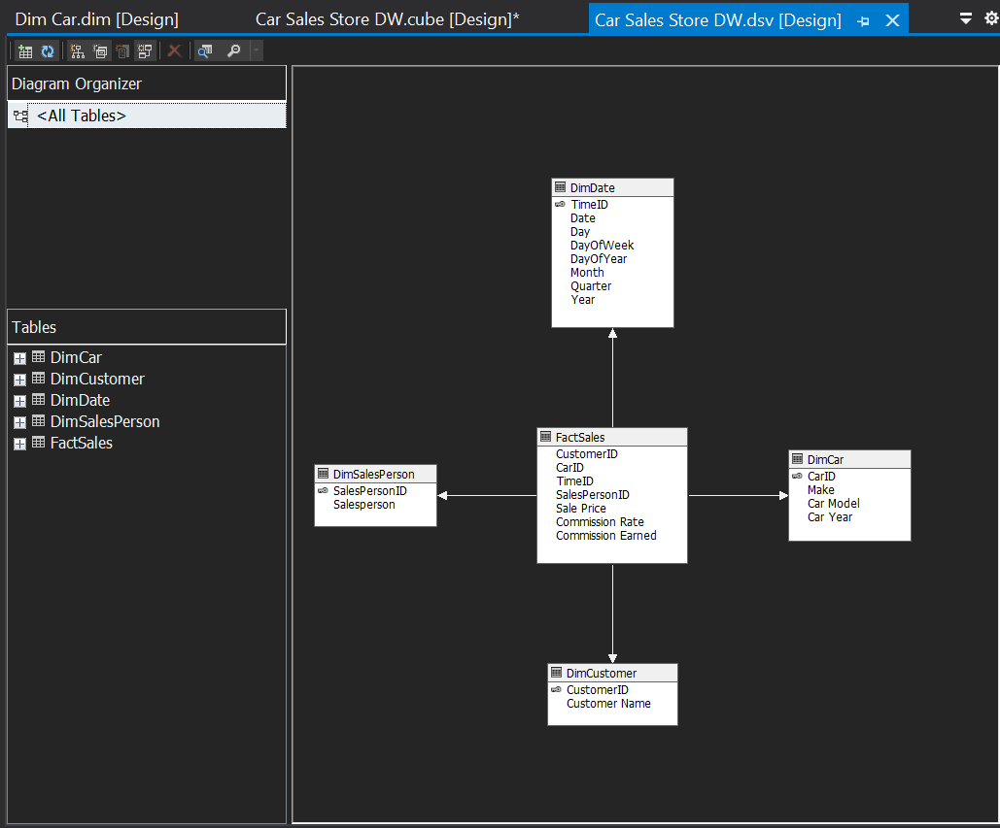 Dim Car.dim [Design]
Car Sales Store DW.cube [Design]*
Car Sales Store DW.dsv [Design]
Diagram Organizer
<All Tables>
Tables
DimCar
DimCustomer
DimDate
DimSalesPerson
FactSales
DimDate
TimeID
Date
Day
DayOfWeek
DayOfYear
Month
Quarter
Year
DimSalesPerson
SalesPersonID
Salesperson
FactSales
CustomerID
CarID
TimeID
SalesPersonID
Sale Price
Commission Rate
Commission Earned
DimCar
CarID
Make
Car Model
Car Year
DimCustomer
CustomerID
Customer Name